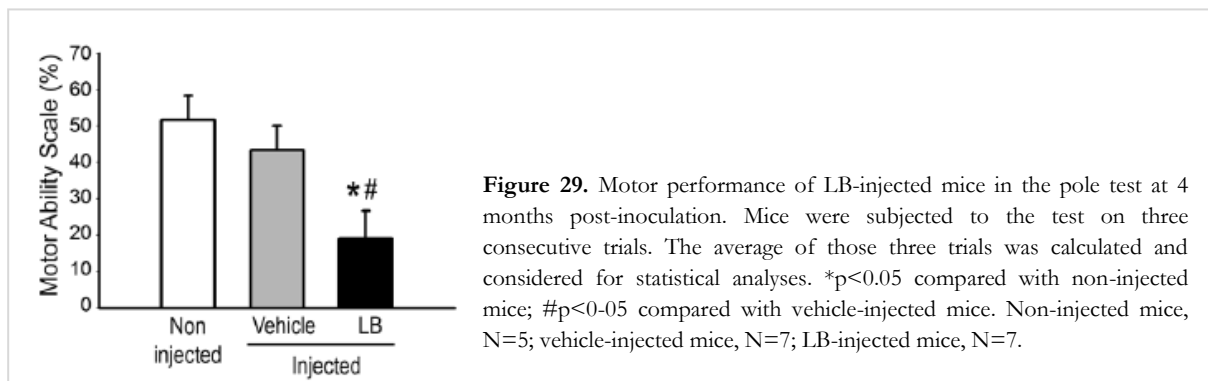 Motor Ability Scale (%)
70
60
50
40
30
20
10
0
*#
Non
injected
Vehicle
LB
Injected
Figure 29. Motor performance of LB-injected mice in the pole test at 4
months post-inoculation. Mice were subjected to the test on three
consecutive trials. The average of those three trials was calculated and
considered for statistical analyses. *p<0.05 compared with non-injected
mice; #p<0-05 compared with vehicle-injected mice. Non-injected mice,
N=5; vehicle-injected mice, N=7; LB-injected mice, N=7.